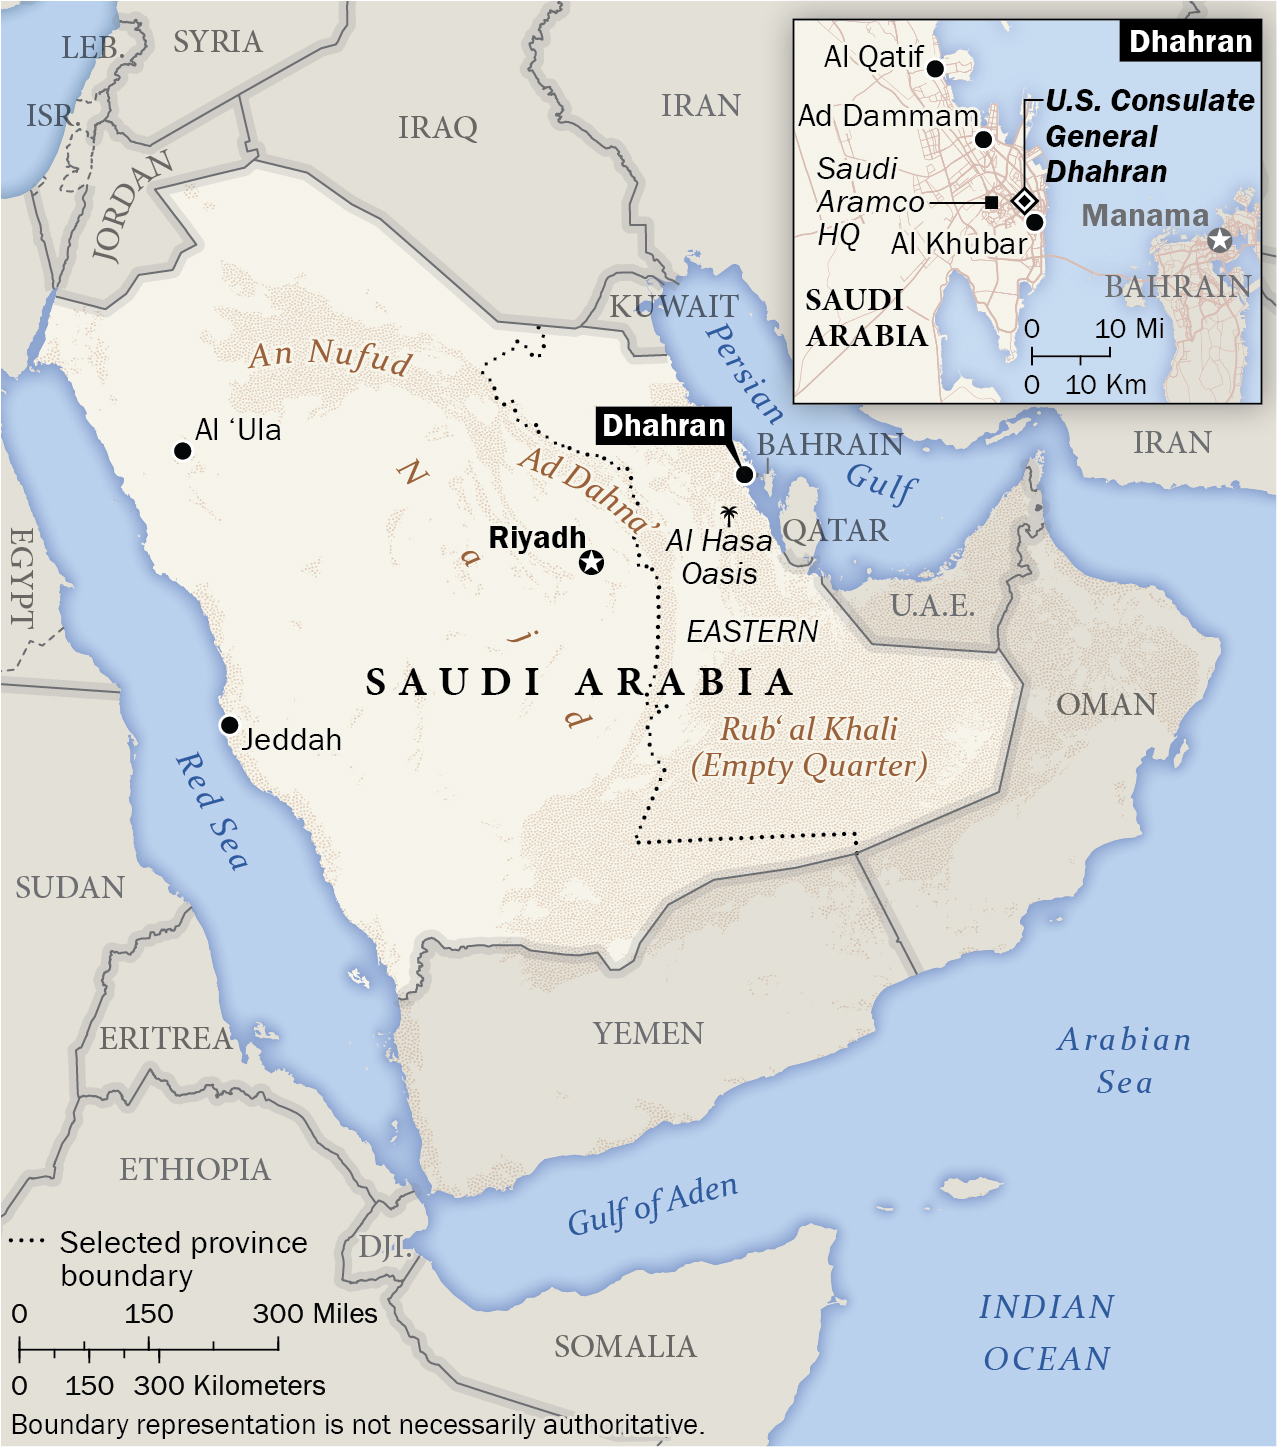 LEB.
SYRIA
ISR.
IRAQ
IRAN
JORDAN
KUWAIT
Dhahran
Al Qatif
Ad Dammam
U.S. Consulate
General
Dhahran
Saudi
Aramco
HQ
Al Khubar
Manama
BAHRAIN
SAUDI
ARABIA
0 10 Mi
0 10 Km
An Nufud
Persian
Gulf
Al ‘Ula
Dhahran
BAHRAIN
IRAN
Ad Dahna’
Najd
EGYPT
Riyadh
Al Hasa
Oasis
QATAR
U.A.E.
EASTERN
SAUDI ARABIA
OMAN
Rub‘ al Khali
(Empty Quarter)
Jeddah
Red Sea
SUDAN
ERITREA
YEMEN
Arabian
Sea
ETHIOPIA
Gulf of Aden
DJI.
SOMALIA
INDIAN
OCEAN
Selected province
boundary
0 150 300 Miles
0 150 300 Kilometers
Boundary representation is not necessarily authoritative.